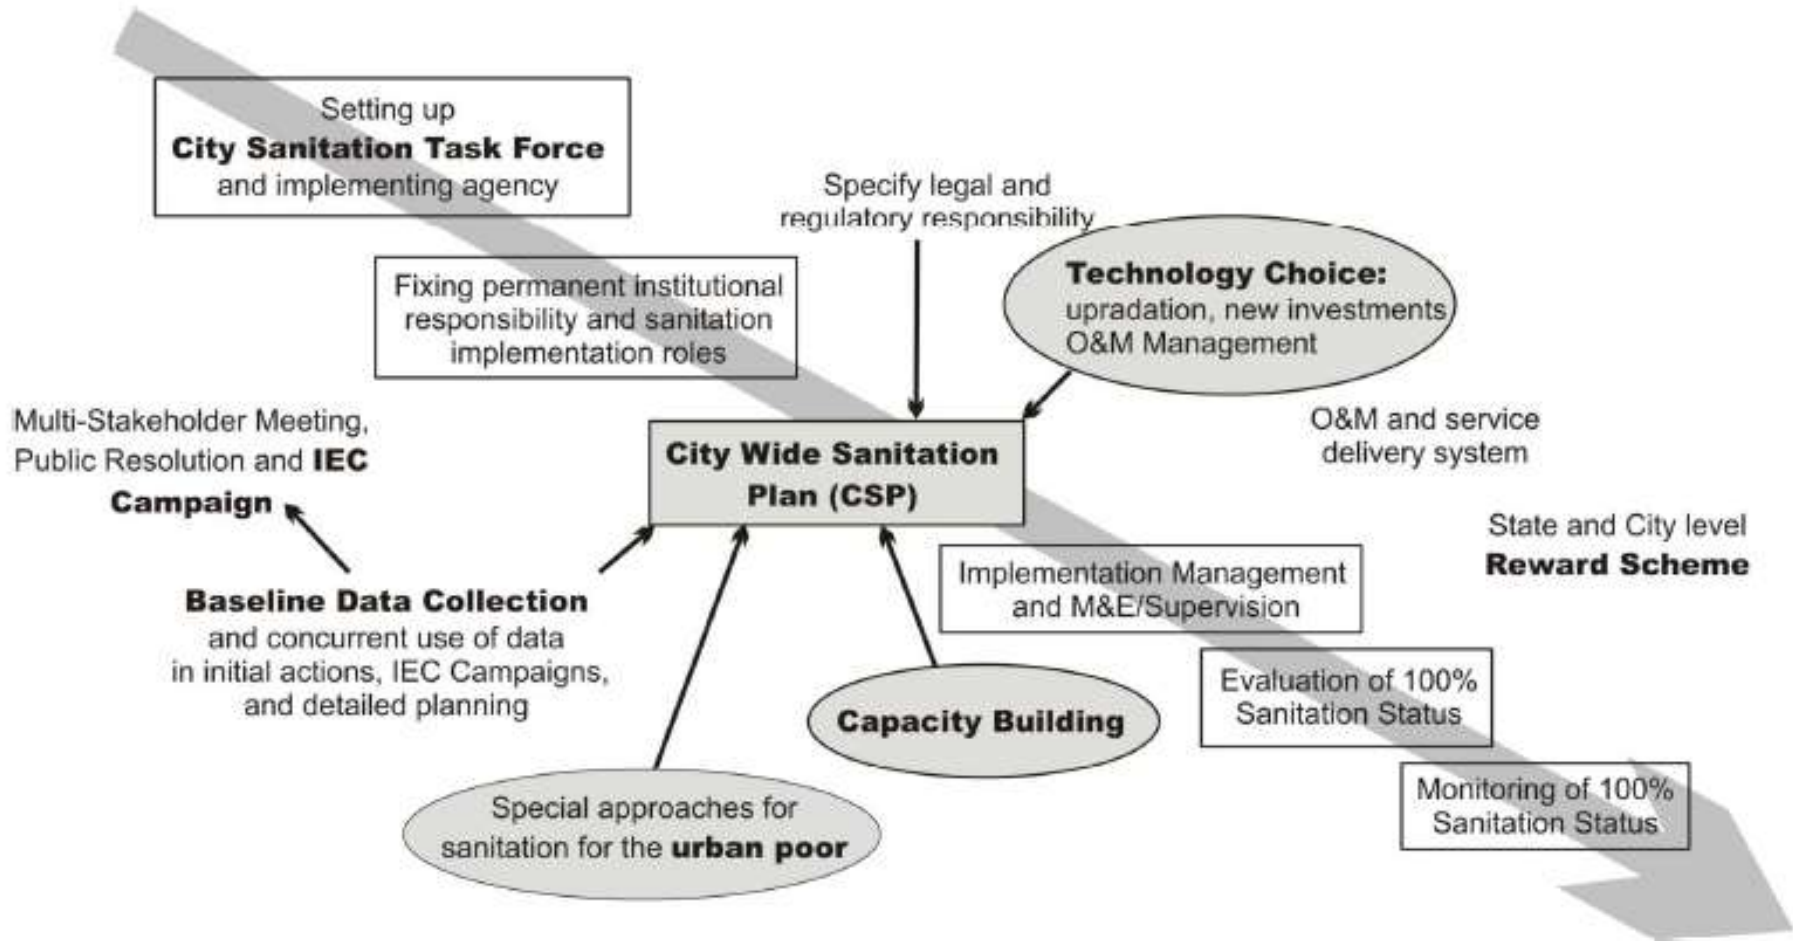 Setting up
City Sanitation Task Force
and implementing agency
Specify legal and
regulatory responsibility
Fixing permanent institutional
responsibility and sanitation
implementation roles
Technology Choice:
upradation, new investments
O&M Management
Multi-Stakeholder Meeting,
Public Resolution and IEC
Campaign
City Wide Sanitation
Plan (CSP)
O&M and service
delivery system
State and City level
Reward Scheme
Baseline Data Collection
and concurrent use of data
in initial actions, IEC Campaigns,
and detailed planning
Implementation Management
and M&E/Supervision
Capacity Building
Evaluation of 100%
Sanitation Status
Special approaches for
sanitation for the urban poor
Monitoring of 100%
Sanitation Status